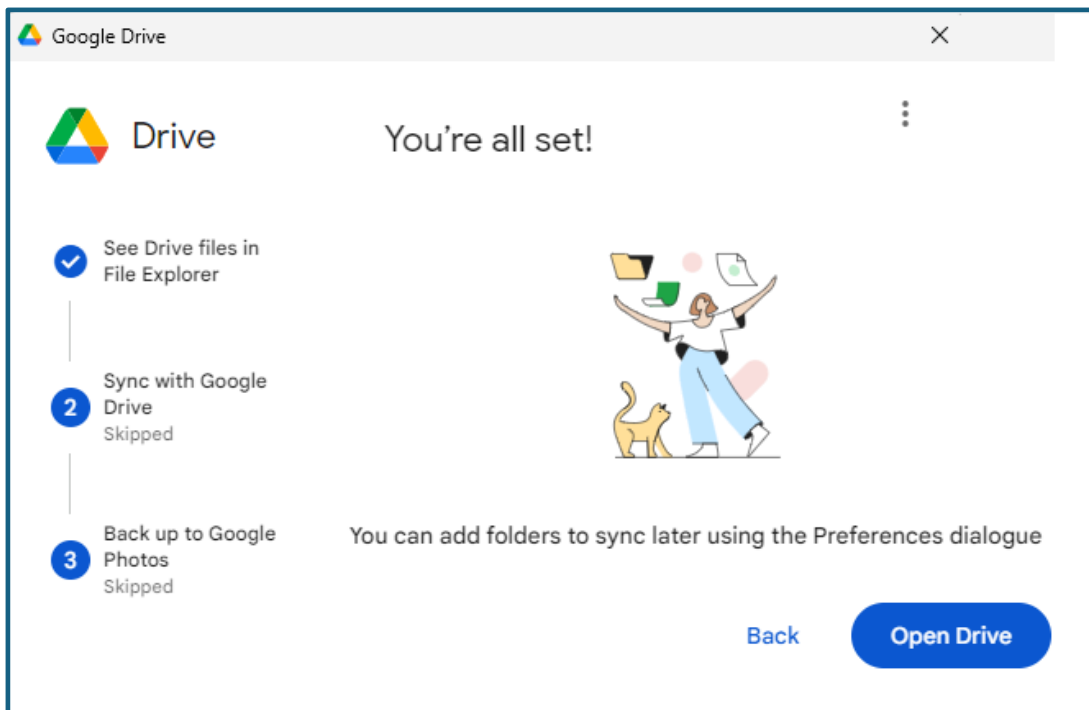 Google Drive
Drive
You're all set!
See Drive files in
File Explorer
2
Sync with Google
Drive
Skipped
3
Back up to Google
Photos
Skipped
You can add folders to sync later using the Preferences dialogue
Back
Open Drive